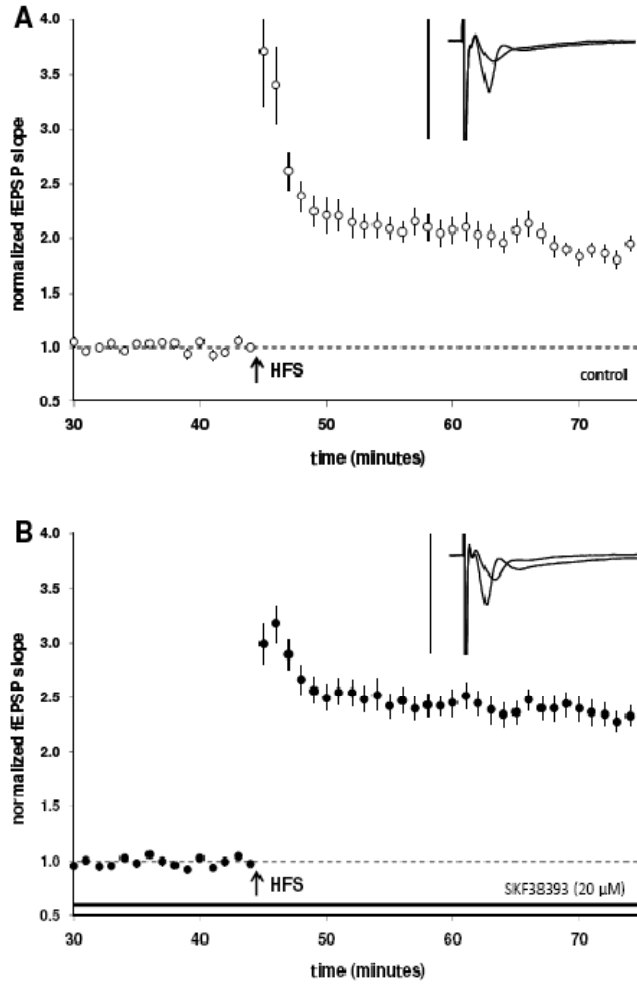 A
normalized fEPSP slope
4.0
3.5
3.0
2.5
2.0
1.5
1.0
0.5
HFS
control
30
40
50
60
70
time (minutes)
B
normalized fEPSP slope
4.0
3.5
3.0
2.5
2.0
1.5
1.0
0.5
HFS
SKF38393 (20 µM)
30
40
50
60
70
time (minutes)